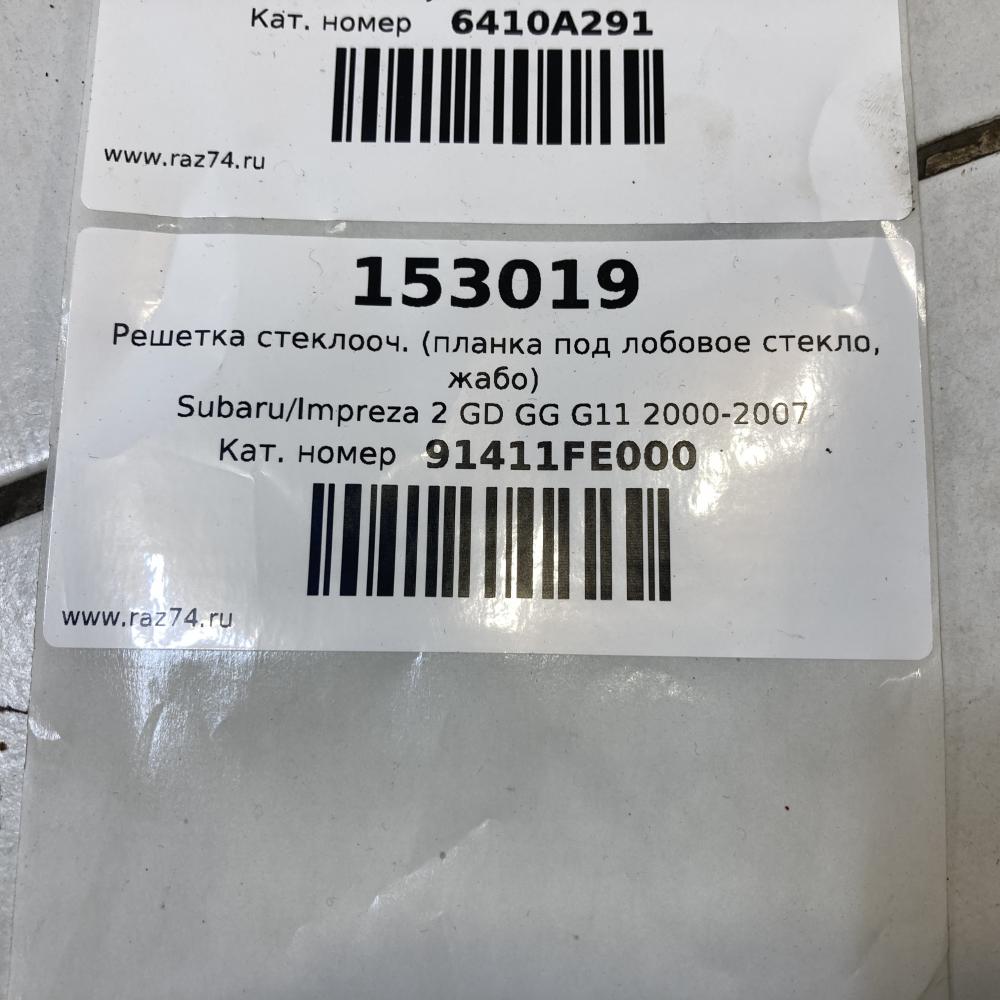 Кат. номер 6410A291
www.raz74.ru
153019
Решетка стеклооч. (планка под лобовое стекло,
жабо)
Subaru/Impreza 2 GD GG G11 2000-2007
Кат. номер 91411FE000
www.raz74.ru